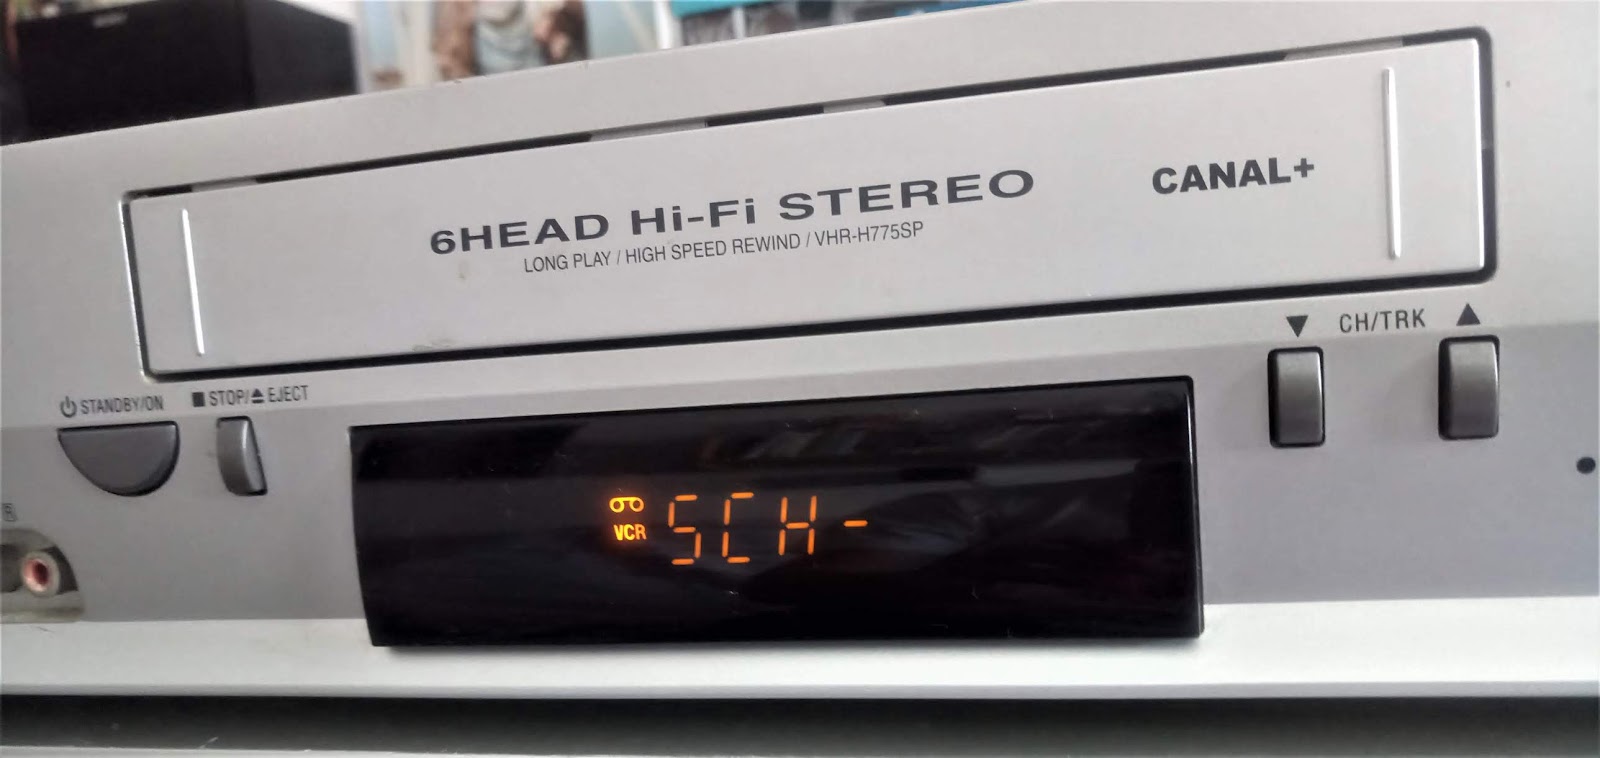 6HEAD Hi-Fi STEREO
LONG PLAY / HIGH SPEED REWIND / VHR-H775SP
CANAL+
▼ CH/TRK ▲
⏻ STANDBY/ON
■ STOP/⏏ EJECT
VCR
SCH-
R